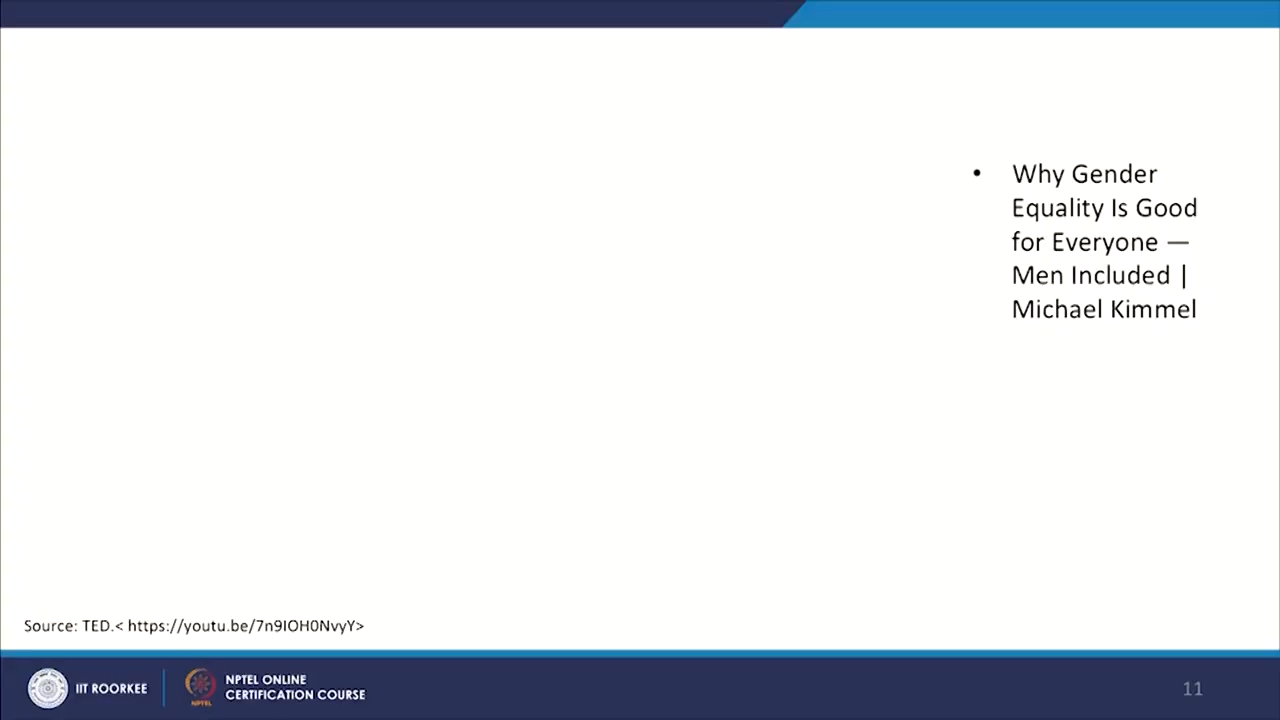 • Why Gender
Equality Is Good
for Everyone —
Men Included |
Michael Kimmel
Source: TED.< https://youtu.be/7n9IOH0NvyY>
IIT ROORKEE
NPTEL ONLINE
CERTIFICATION COURSE
NPTEL
11